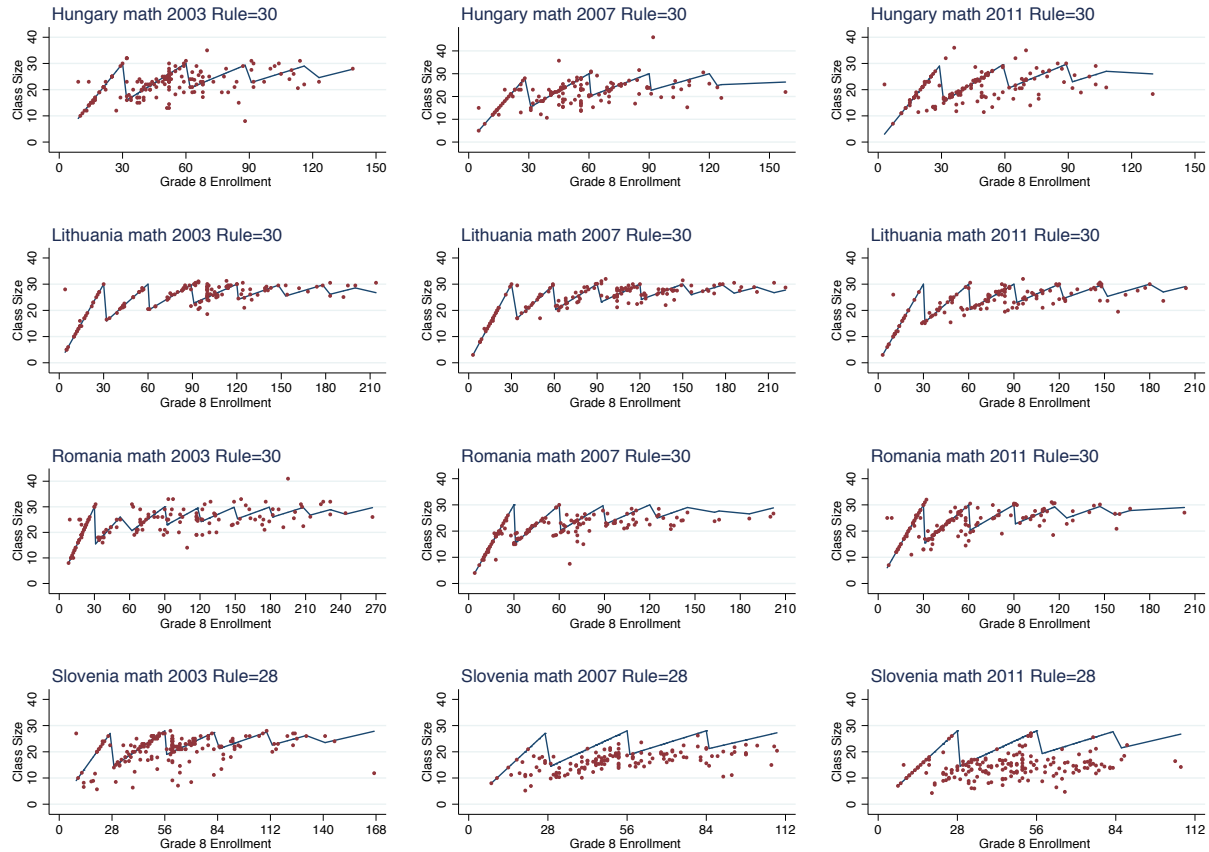 Hungary math 2003 Rule=30
Class Size
0 10 20 30 40
0 30 60 90 120 150
Grade 8 Enrollment
Hungary math 2007 Rule=30
Class Size
0 10 20 30 40
0 30 60 90 120 150
Grade 8 Enrollment
Hungary math 2011 Rule=30
Class Size
0 10 20 30 40
0 30 60 90 120 150
Grade 8 Enrollment
Lithuania math 2003 Rule=30
Class Size
0 10 20 30 40
0 30 60 90 120 150 180 210
Grade 8 Enrollment
Lithuania math 2007 Rule=30
Class Size
0 10 20 30 40
0 30 60 90 120 150 180 210
Grade 8 Enrollment
Lithuania math 2011 Rule=30
Class Size
0 10 20 30 40
0 30 60 90 120 150 180 210
Grade 8 Enrollment
Romania math 2003 Rule=30
Class Size
0 10 20 30 40
0 30 60 90 120 150 180 210 240 270
Grade 8 Enrollment
Romania math 2007 Rule=30
Class Size
0 10 20 30 40
0 30 60 90 120 150 180 210
Grade 8 Enrollment
Romania math 2011 Rule=30
Class Size
0 10 20 30 40
0 30 60 90 120 150 180 210
Grade 8 Enrollment
Slovenia math 2003 Rule=28
Class Size
0 10 20 30 40
0 28 56 84 112 140 168
Grade 8 Enrollment
Slovenia math 2007 Rule=28
Class Size
0 10 20 30 40
0 28 56 84 112
Grade 8 Enrollment
Slovenia math 2011 Rule=28
Class Size
0 10 20 30 40
0 28 56 84 112
Grade 8 Enrollment